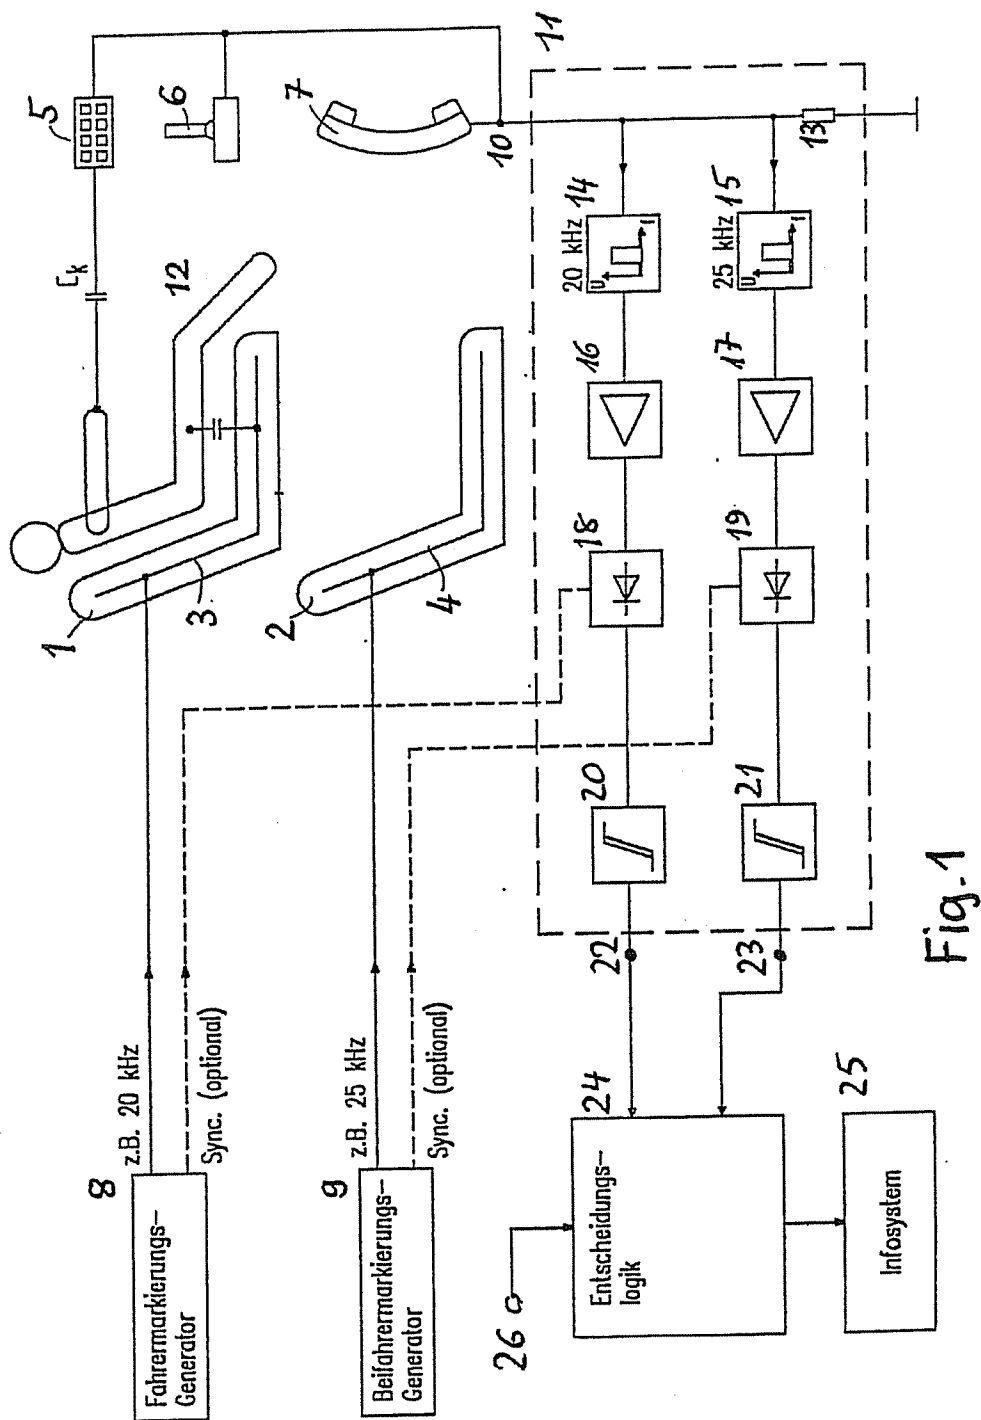 8
Fahrermarkierungs-
Generator
z.B. 20 kHz
Sync. (optional)
9
Beifahrermarkierungs-
Generator
z.B. 25 kHz
Sync. (optional)
1
3
2
4
12
Ck
5
6
7
10
11
13
20 kHz
14
U
I
25 kHz
15
U
I
16
17
18
19
20
21
22
23
24
Entscheidungs-
logik
26
25
Infosystem
Fig.1